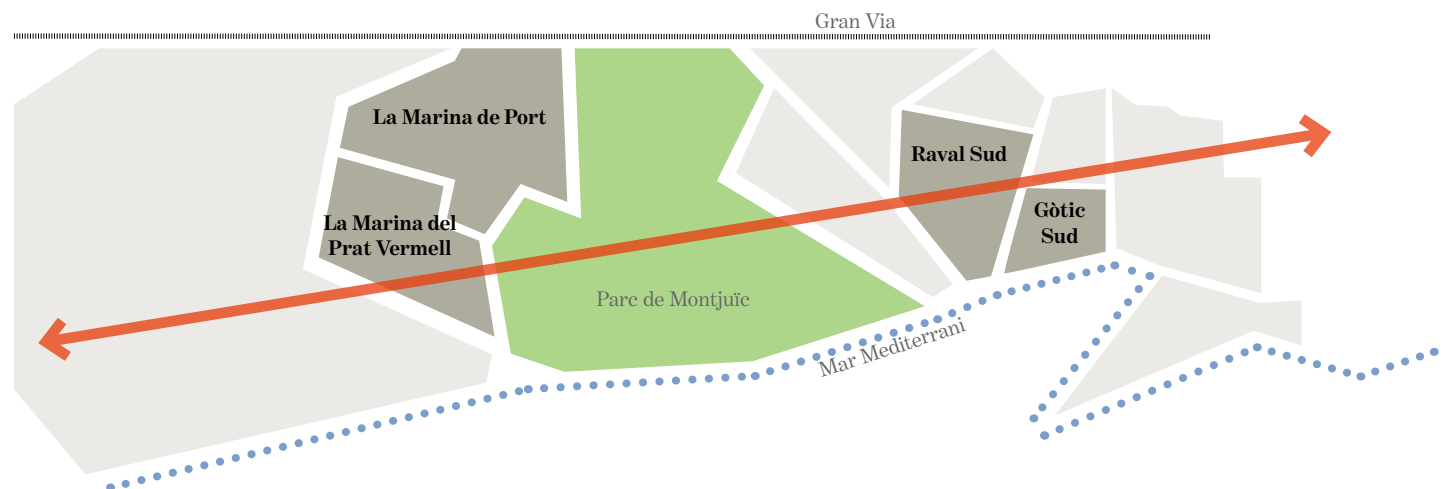 Gran Via
La Marina de Port
Raval Sud
La Marina del
Prat Vermell
Gòtic
Sud
Parc de Montjuïc
Mar Mediterrani